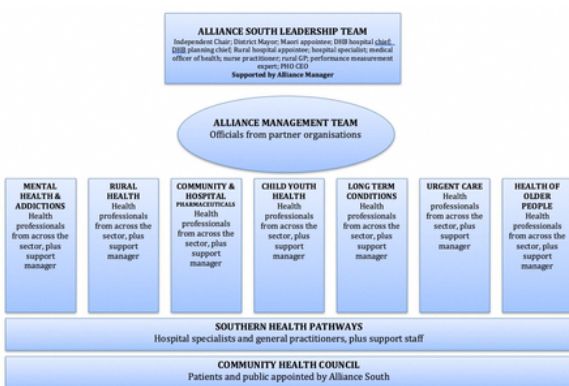 ALLIANCE SOUTH LEADERSHIP TEAM
Independent Chair; District Mayor; Maori appointee; DHB hospital chief;
DHB planning chief; Rural hospital appointee; hospital specialist; medical
officer of health; nurse practitioner; rural GP; performance measurement
expert; PHO CEO
Supported by Alliance Manager
ALLIANCE MANAGEMENT TEAM
Officials from partner organisations
MENTAL
HEALTH &
ADDICTIONS
Health
professionals
from across the
sector, plus
support
manager
RURAL
HEALTH
Health
professionals
from across the
sector, plus
support
manager
COMMUNITY &
HOSPITAL
PHARMACEUTICALS
Health
professionals
from across the
sector, plus
support
manager
CHILD YOUTH
HEALTH
Health
professionals
from across the
sector, plus
support
manager
LONG TERM
CONDITIONS
Health
professionals
from across the
sector, plus
support
manager
URGENT CARE
Health
professionals
from across the
sector, plus
support
manager
HEALTH OF
OLDER
PEOPLE
Health
professionals
from across the
sector, plus
support
manager
SOUTHERN HEALTH PATHWAYS
Hospital specialists and general practitioners, plus support staff
COMMUNITY HEALTH COUNCIL
Patients and public appointed by Alliance South